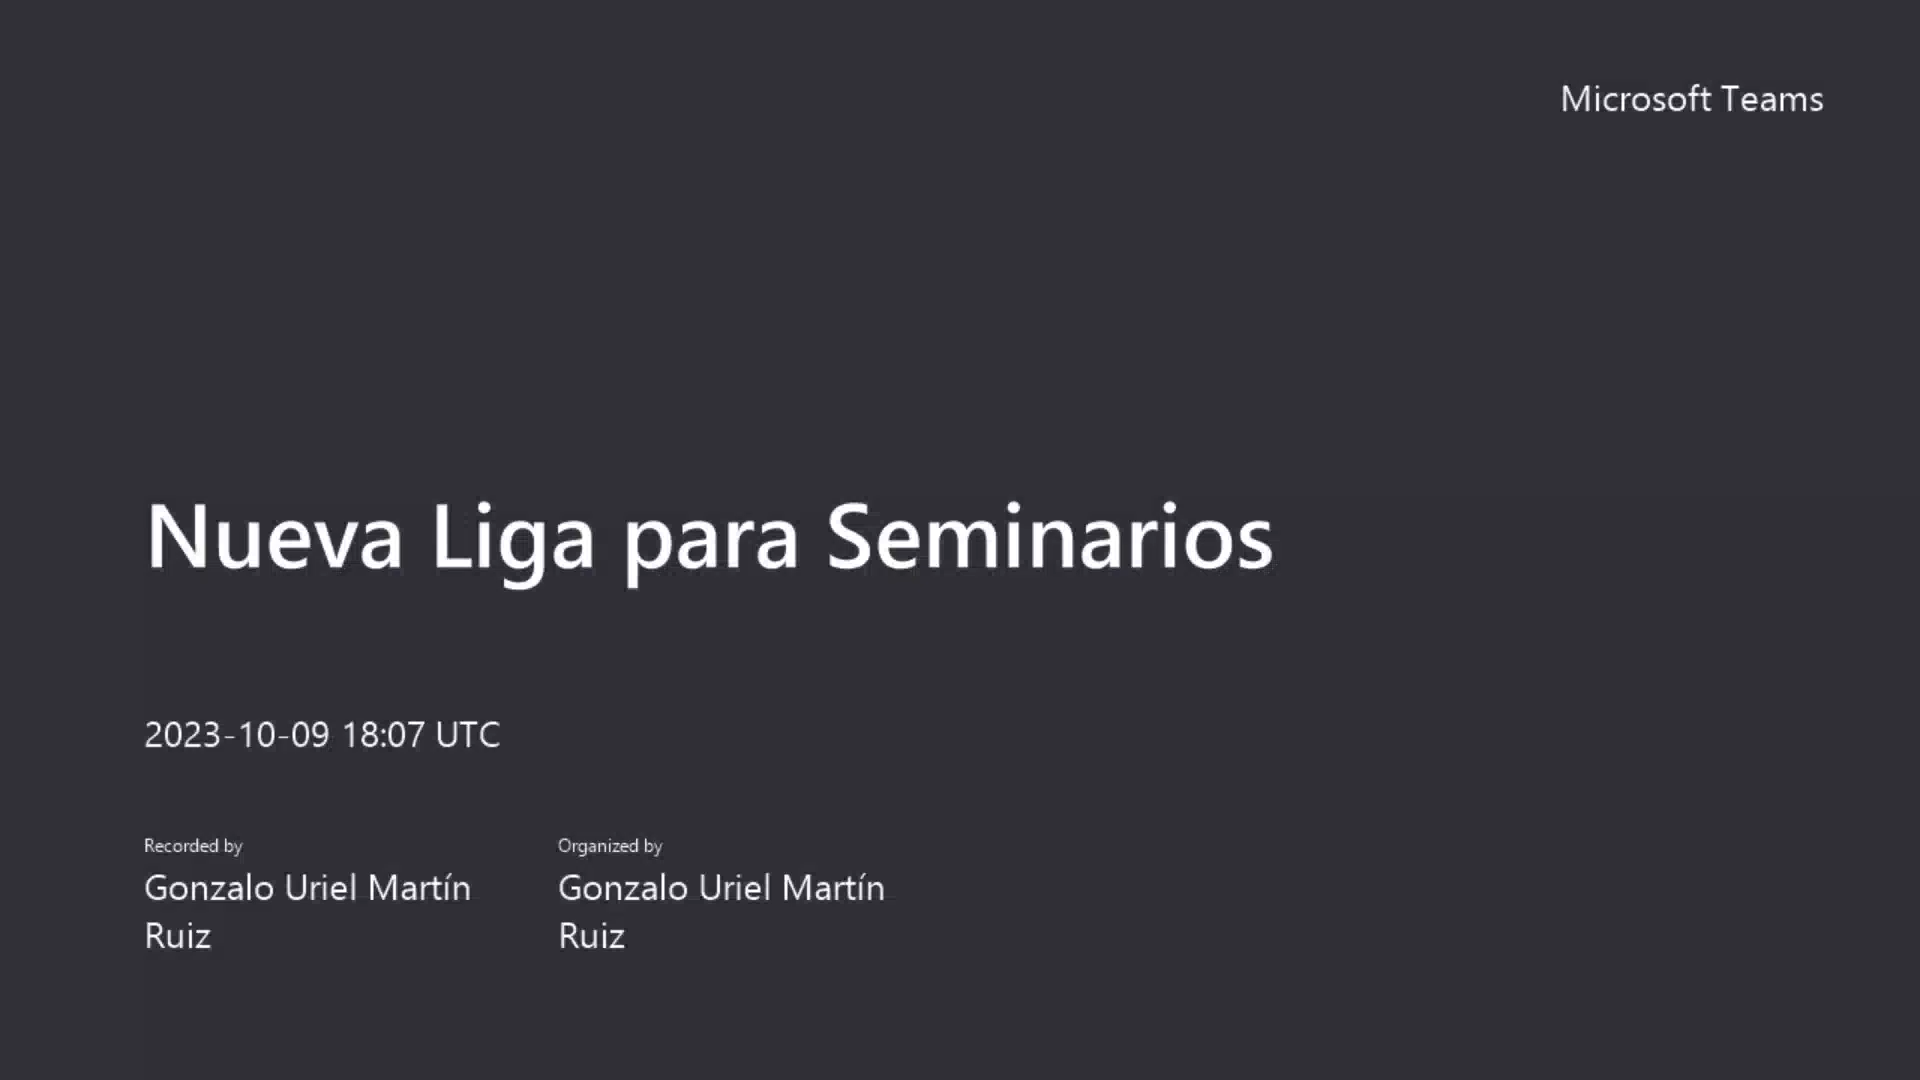 Microsoft Teams
Nueva Liga para Seminarios
2023-10-09 18:07 UTC
Recorded by
Gonzalo Uriel Martín
Ruiz
Organized by
Gonzalo Uriel Martín
Ruiz